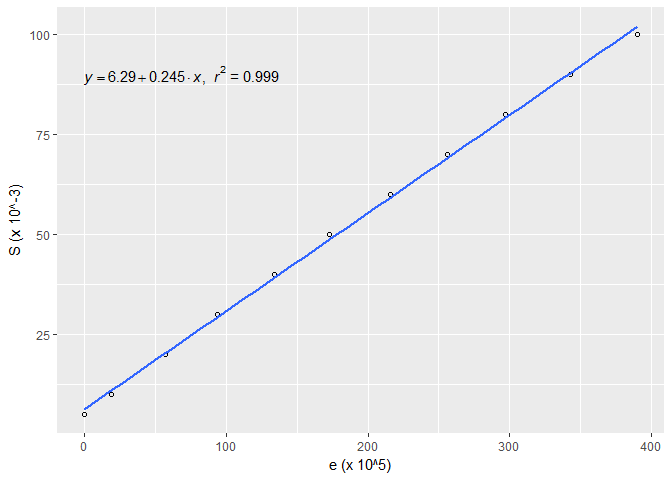 100
75
50
25
y = 6.29 + 0.245 · x, r² = 0.999
0 100 200 300 400
S (x 10^-3)
e (x 10^5)